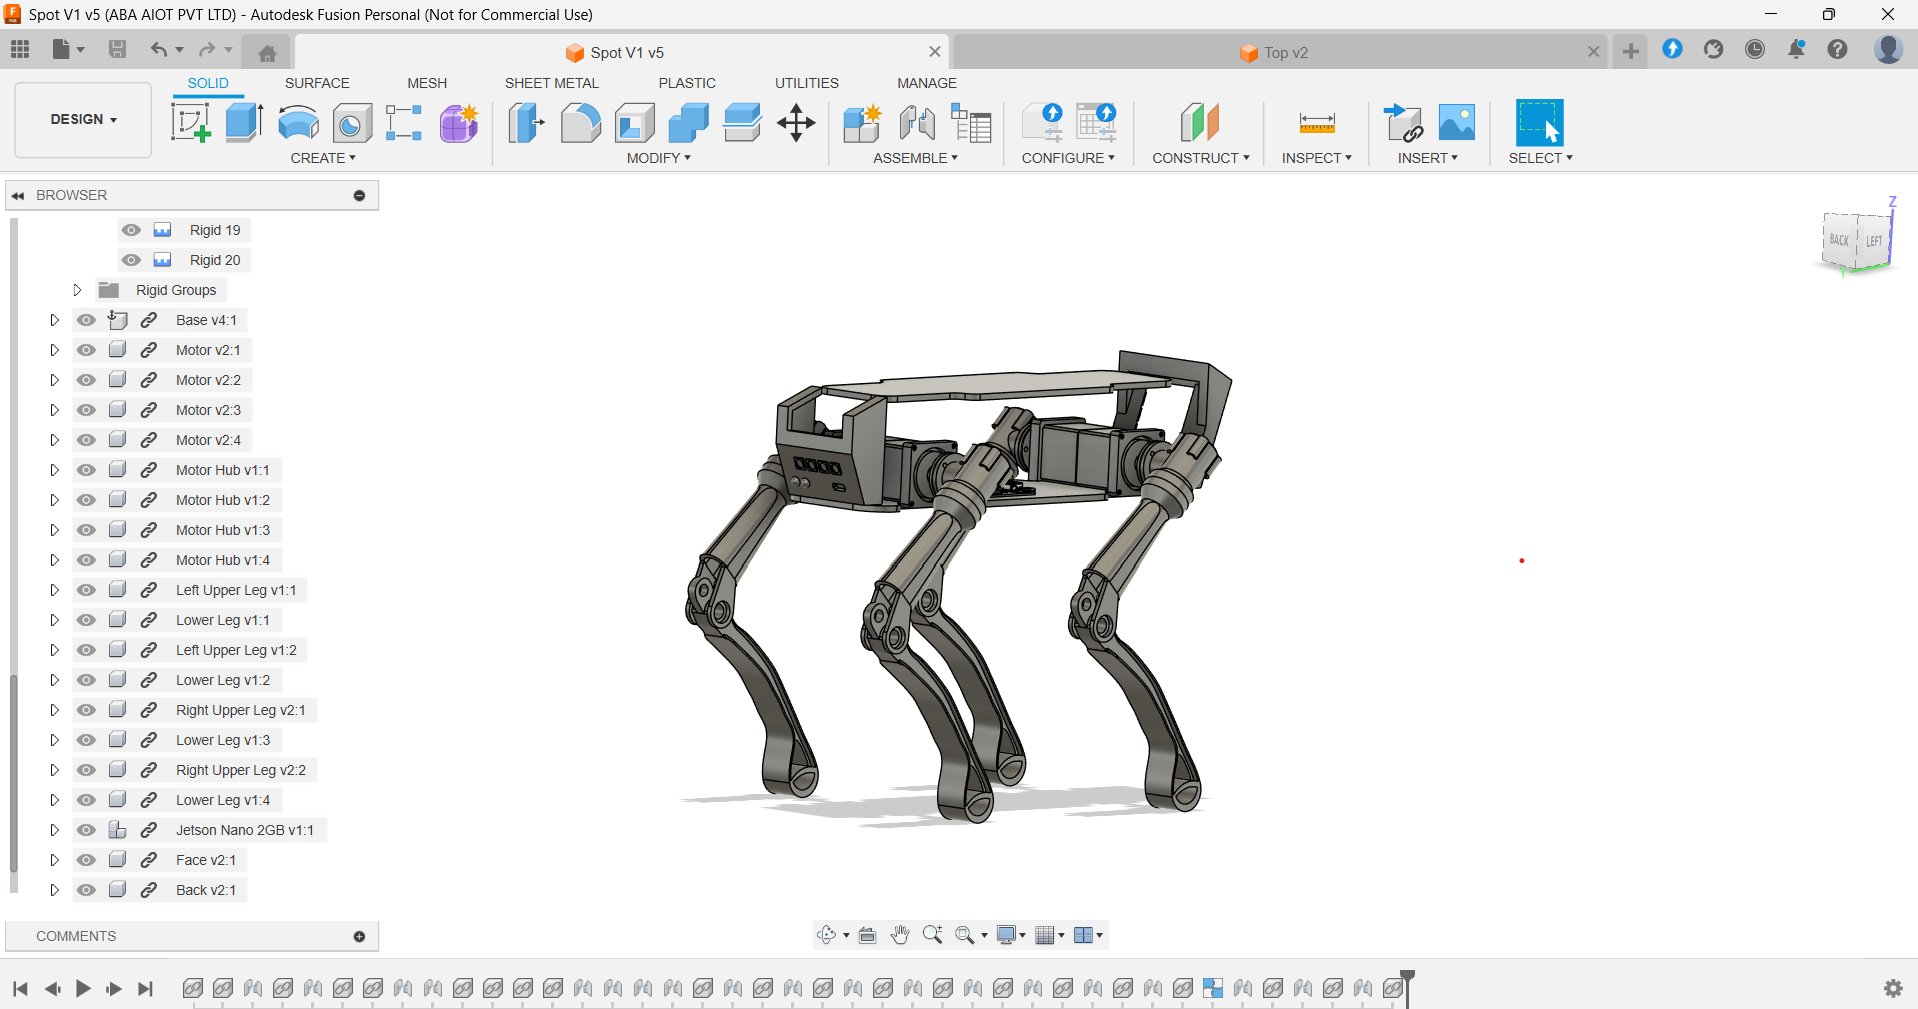 Spot V1 v5 (ABA AIOT PVT LTD) - Autodesk Fusion Personal (Not for Commercial Use)
Spot V1 v5
Top v2
DESIGN
SOLID
SURFACE
MESH
SHEET METAL
PLASTIC
UTILITIES
MANAGE
CREATE
MODIFY
ASSEMBLE
CONFIGURE
CONSTRUCT
INSPECT
INSERT
SELECT
BROWSER
Rigid 19
Rigid 20
Rigid Groups
Base v4:1
Motor v2:1
Motor v2:2
Motor v2:3
Motor v2:4
Motor Hub v1:1
Motor Hub v1:2
Motor Hub v1:3
Motor Hub v1:4
Left Upper Leg v1:1
Lower Leg v1:1
Left Upper Leg v1:2
Lower Leg v1:2
Right Upper Leg v2:1
Lower Leg v1:3
Right Upper Leg v2:2
Lower Leg v1:4
Jetson Nano 2GB v1:1
Face v2:1
Back v2:1
Z
BACK
LEFT
Y
COMMENTS